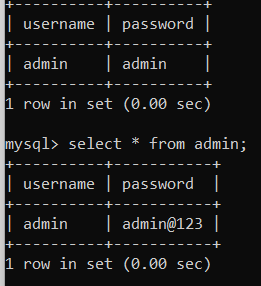 +----------+----------+
| username | password |
+----------+----------+
| admin    | admin    |
+----------+----------+
1 row in set (0.00 sec)
mysql> select * from admin;
+----------+-----------+
| username | password  |
+----------+-----------+
| admin    | admin@123 |
+----------+-----------+
1 row in set (0.00 sec)